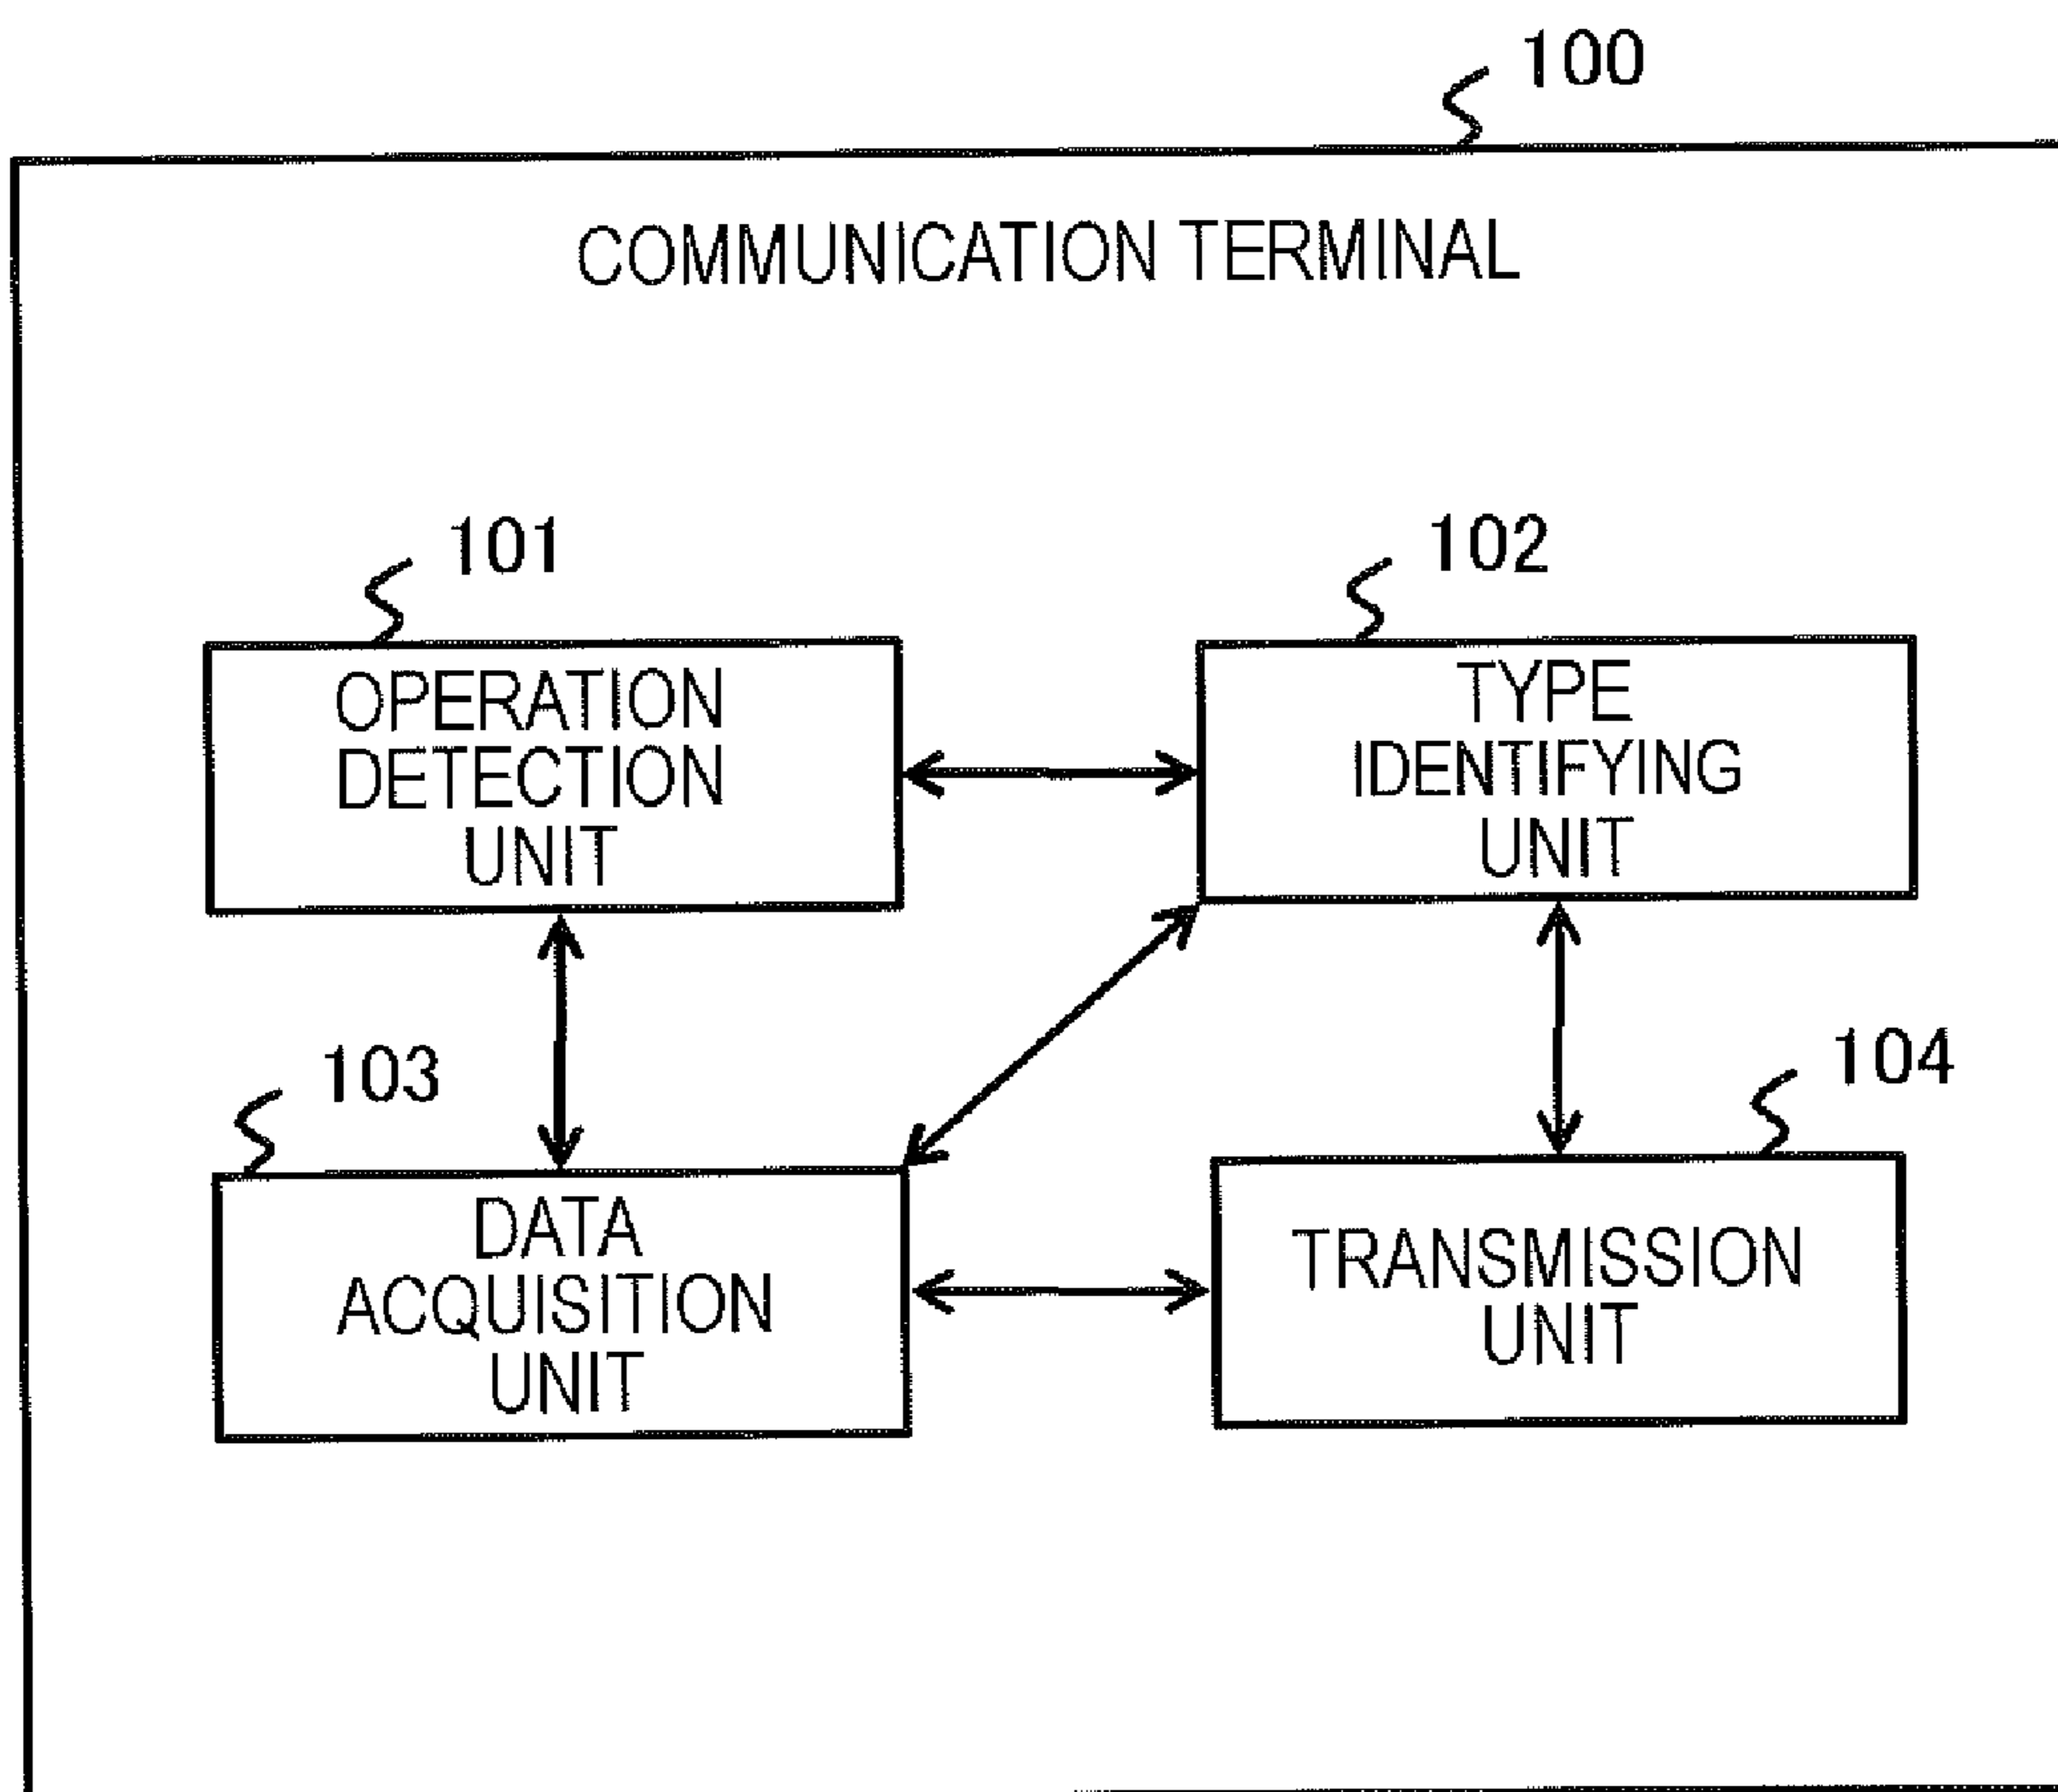 100
COMMUNICATION TERMINAL
101
OPERATION
DETECTION
UNIT
102
TYPE
IDENTIFYING
UNIT
103
DATA
ACQUISITION
UNIT
104
TRANSMISSION
UNIT